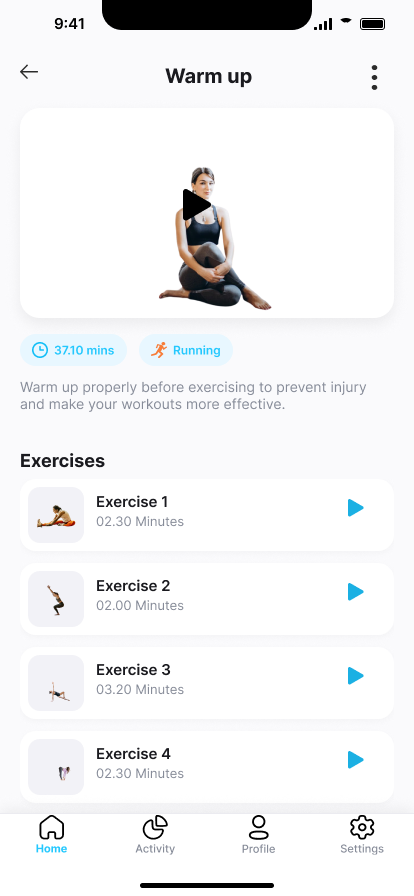 9:41
Warm up
37.10 mins
Running
Warm up properly before exercising to prevent injury
and make your workouts more effective.
Exercises
Exercise 1
02.30 Minutes
Exercise 2
02.00 Minutes
Exercise 3
03.20 Minutes
Exercise 4
02.30 Minutes
Home Activity Profile Settings